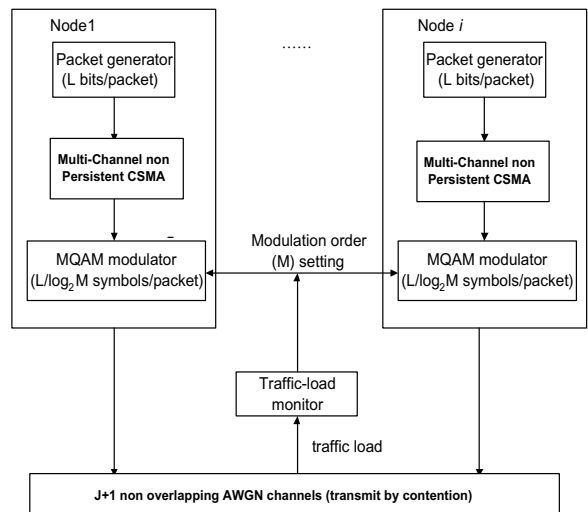 Node1
Packet generator
(L bits/packet)
Multi-Channel non
Persistent CSMA
MQAM modulator
(L/log2M symbols/packet)
......
Modulation order
(M) setting
Traffic-load
monitor
traffic load
Node i
Packet generator
(L bits/packet)
Multi-Channel non
Persistent CSMA
MQAM modulator
(L/log2M symbols/packet)
J+1 non overlapping AWGN channels (transmit by contention)